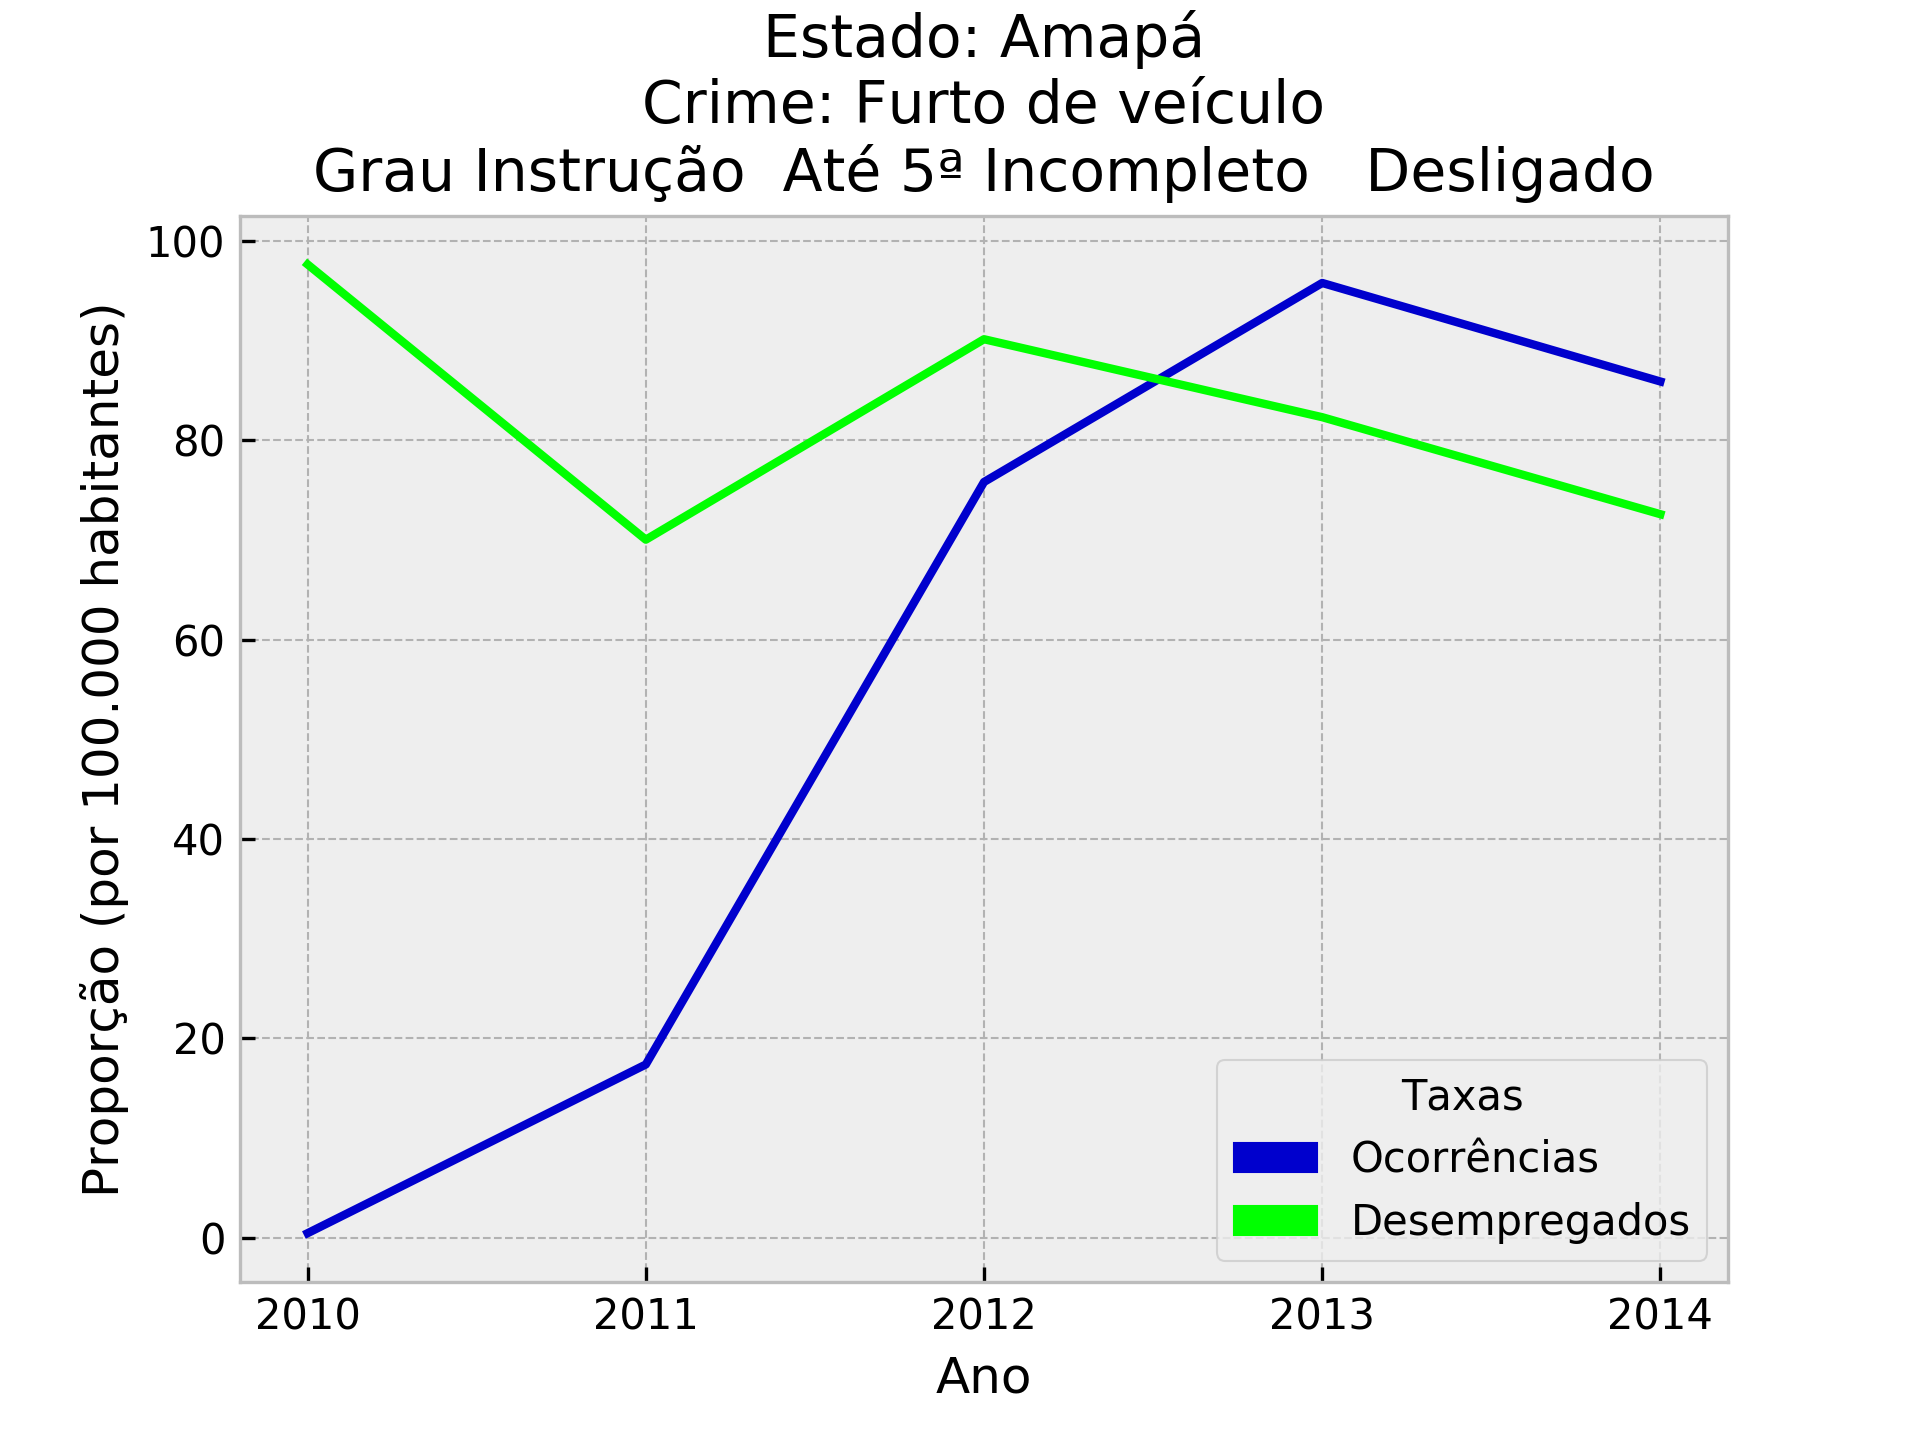 Estado: Amapá
Crime: Furto de veículo
Grau Instrução  Até 5ª Incompleto   Desligado
Proporção (por 100.000 habitantes)
100
80
60
40
20
0
Taxas
Ocorrências
Desempregados
2010 2011 2012 2013 2014
Ano